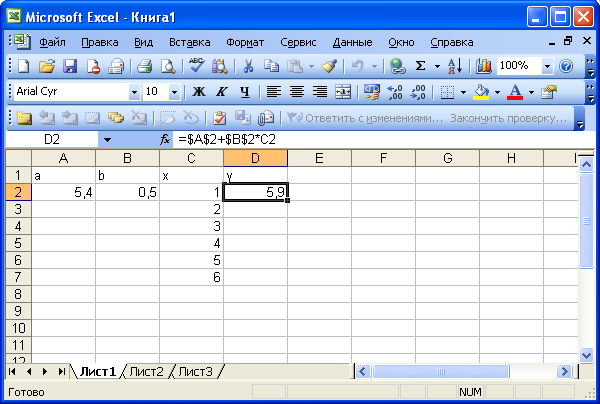 Microsoft Excel - Книга1
Файл Правка Вид Вставка Формат Сервис Данные Окно Справка
100%
Arial Cyr 10 Ж К Ч
Ответить с изменениями... Закончить проверку...
D2 fx =$A$2+$B$2*C2
A B C D E F G H I
1 a b x y
2 5,4 0,5 1 5,9
3 2
4 3
5 4
6 5
7 6
8
9
10
11
12
Лист1 Лист2 Лист3
Готово NUM